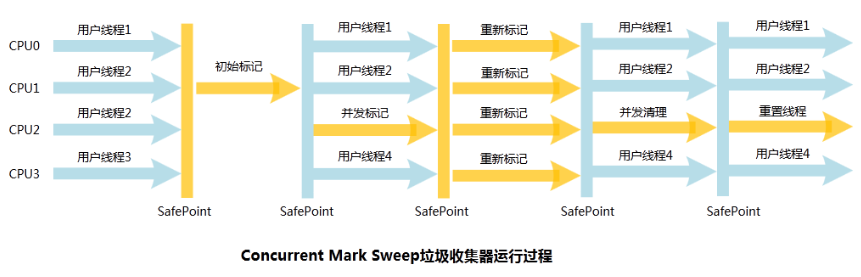 用户线程1 用户线程1 重新标记 用户线程1 用户线程1
CPU0
初始标记
用户线程2 用户线程2 重新标记 用户线程2 用户线程2
CPU1
用户线程2 并发标记 重新标记 并发清理 重置线程
CPU2
用户线程3 用户线程4 重新标记 用户线程4 用户线程4
CPU3
SafePoint SafePoint SafePoint SafePoint SafePoint
Concurrent Mark Sweep垃圾收集器运行过程